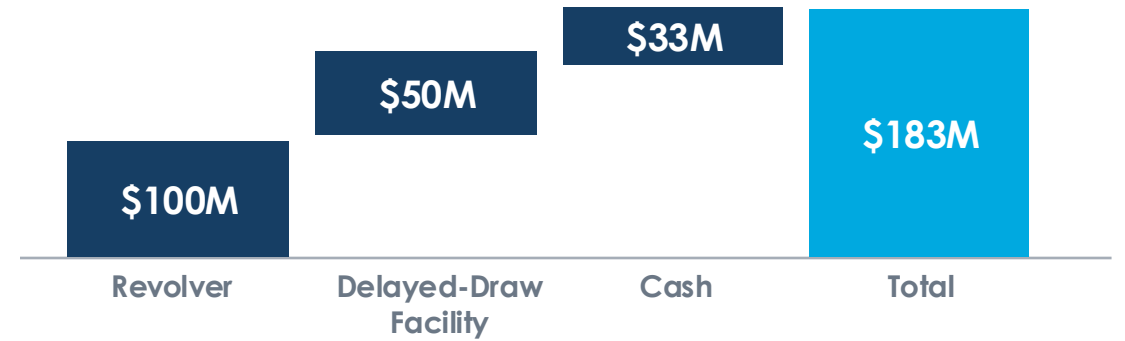 $33M
$50M
$183M
$100M
Revolver
Delayed-Draw
Facility
Cash
Total